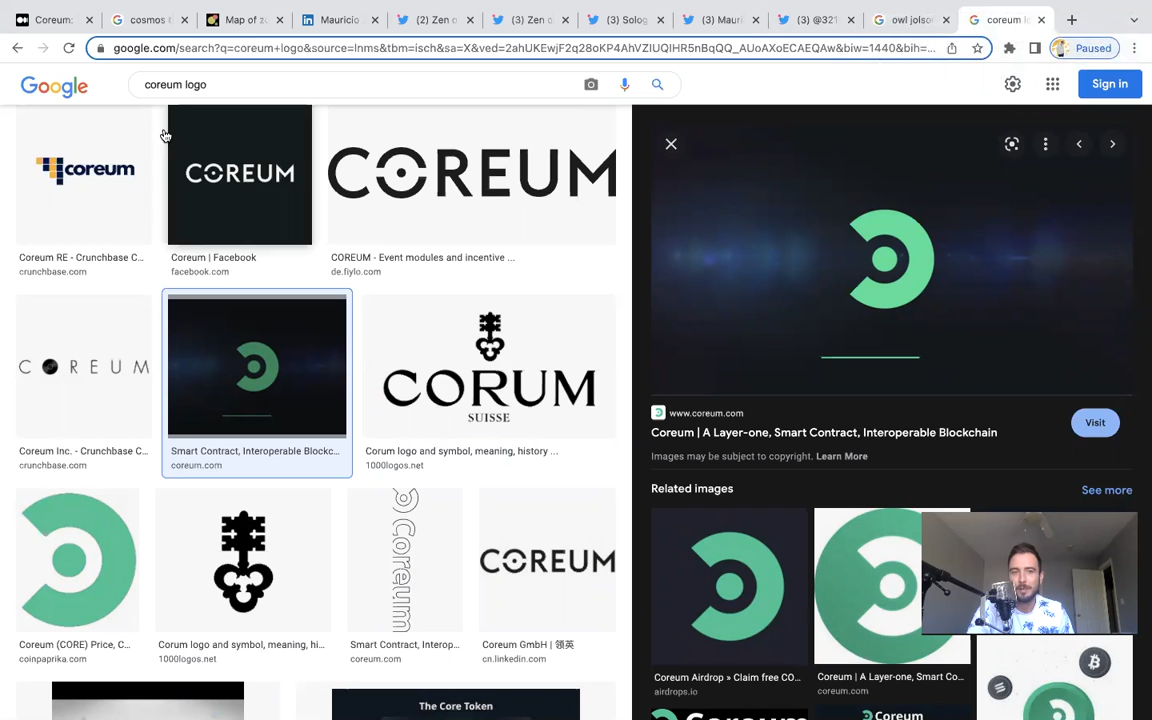 Coreum:
cosmos
Map of z
Mauricio
(2) Zen o
(3) Zen c
(3) Solog
(3) Mauri
(3) @321
owl jolso
coreum lo
google.com/search?q=coreum+logo&source=lnms&tbm=isch&sa=X&ved=2ahUKEwjF2q28oKP4AhVZIUQIHR5nBqQQ_AUoAXoECAEQAw&biw=1440&bih=...
Paused
Google
coreum logo
Sign in
coreum
COREUM
COREUM
Coreum RE - Crunchbase C...
crunchbase.com
Coreum | Facebook
facebook.com
COREUM - Event modules and incentive ...
de.fiylo.com
COREUM
CORUM
SUISSE
Coreum Inc. - Crunchbase C...
crunchbase.com
Smart Contract, Interoperable Blockc...
coreum.com
Corum logo and symbol, meaning, history ...
1000logos.net
Coreum
COREUM
Coreum (CORE) Price, C...
coinpaprika.com
Corum logo and symbol, meaning, hi...
1000logos.net
Smart Contract, Interop...
coreum.com
Coreum GmbH | 领英
cn.linkedin.com
The Core Token
www.coreum.com
Coreum | A Layer-one, Smart Contract, Interoperable Blockchain
Visit
Images may be subject to copyright. Learn More
Related images
See more
Coreum Airdrop » Claim free CO...
airdrops.io
Coreum | A Layer-one, Smart Co...
coreum.com
Coreum
Coreum